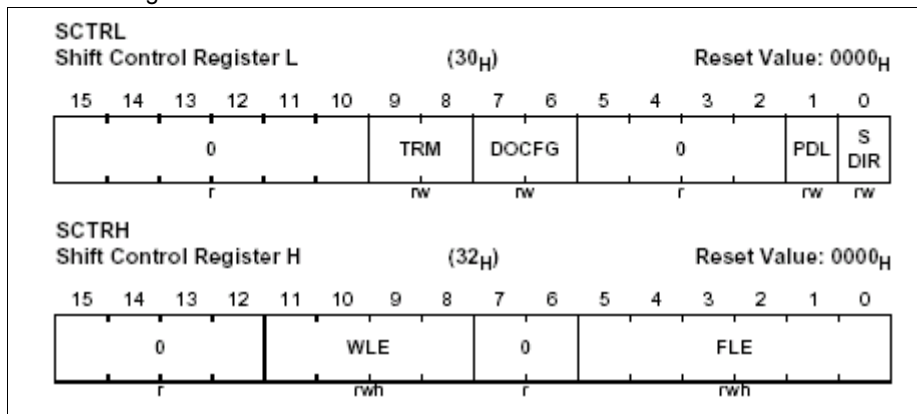 SCTRL
Shift Control Register L (30H) Reset Value: 0000H
15 14 13 12 11 10 9 8 7 6 5 4 3 2 1 0
0 TRM DOCFG 0 PDL S DIR
r rw rw r rw rw
SCTRH
Shift Control Register H (32H) Reset Value: 0000H
15 14 13 12 11 10 9 8 7 6 5 4 3 2 1 0
0 WLE 0 FLE
r rwh r rwh